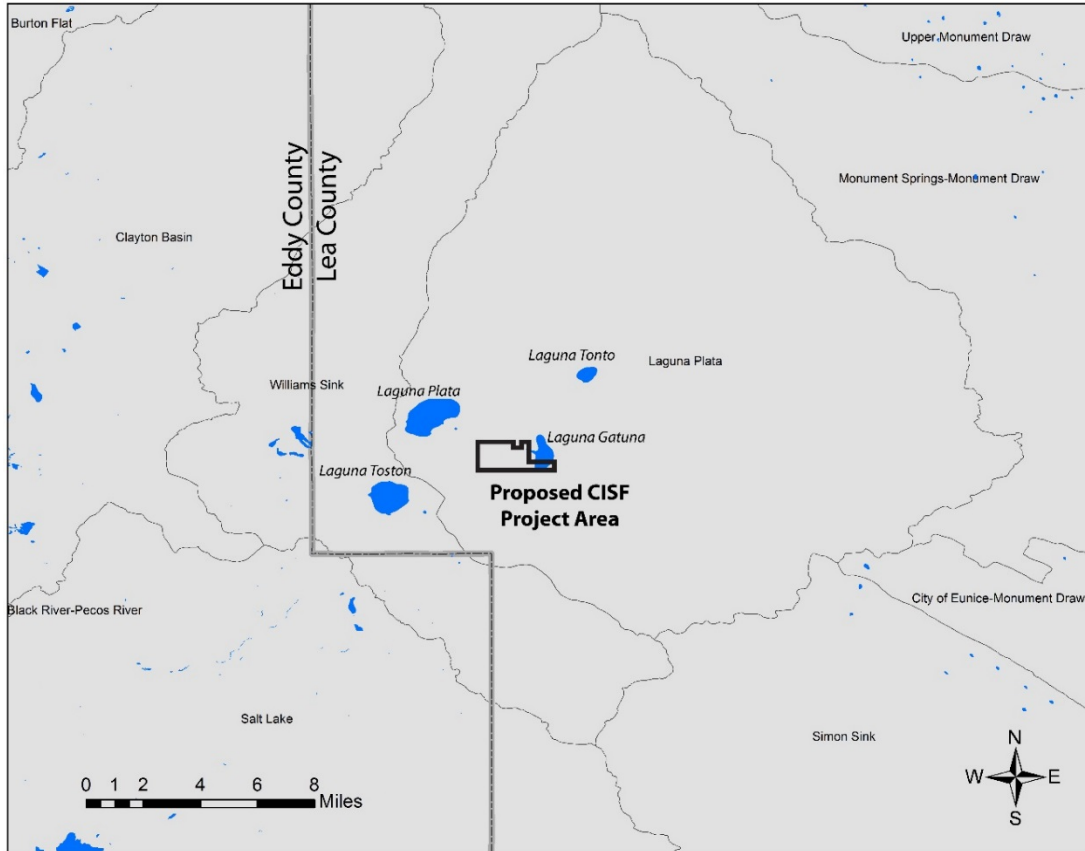 Burton Flat
Upper Monument Draw
Monument Springs-Monument Draw
Eddy County
Lea County
Clayton Basin
Laguna Tonto
Laguna Plata
Williams Sink
Laguna Plata
Laguna Gatuna
Laguna Toston
Proposed CISF
Project Area
Black River-Pecos River
City of Eunice-Monument Draw
Salt Lake
Simon Sink
N
W E
S
0 1 2 4 6 8
Miles